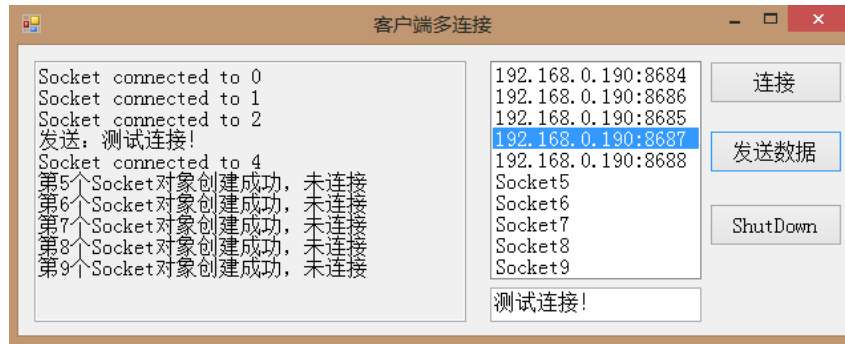 客户端多连接
Socket connected to 0
Socket connected to 1
Socket connected to 2
发送：测试连接!
Socket connected to 4
第5个Socket对象创建成功，未连接
第6个Socket对象创建成功，未连接
第7个Socket对象创建成功，未连接
第8个Socket对象创建成功，未连接
第9个Socket对象创建成功，未连接
192.168.0.190:8684
192.168.0.190:8686
192.168.0.190:8685
192.168.0.190:8687
192.168.0.190:8688
Socket5
Socket6
Socket7
Socket8
Socket9
测试连接!
连接
发送数据
ShutDown